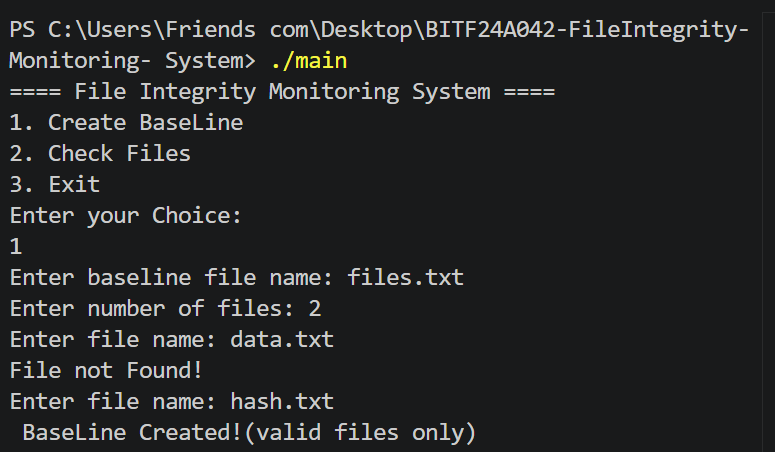 PS C:\Users\Friends com\Desktop\BITF24A042-FileIntegrity-
Monitoring- System> ./main
==== File Integrity Monitoring System ====
1. Create BaseLine
2. Check Files
3. Exit
Enter your Choice:
1
Enter baseline file name: files.txt
Enter number of files: 2
Enter file name: data.txt
File not Found!
Enter file name: hash.txt
 BaseLine Created!(valid files only)